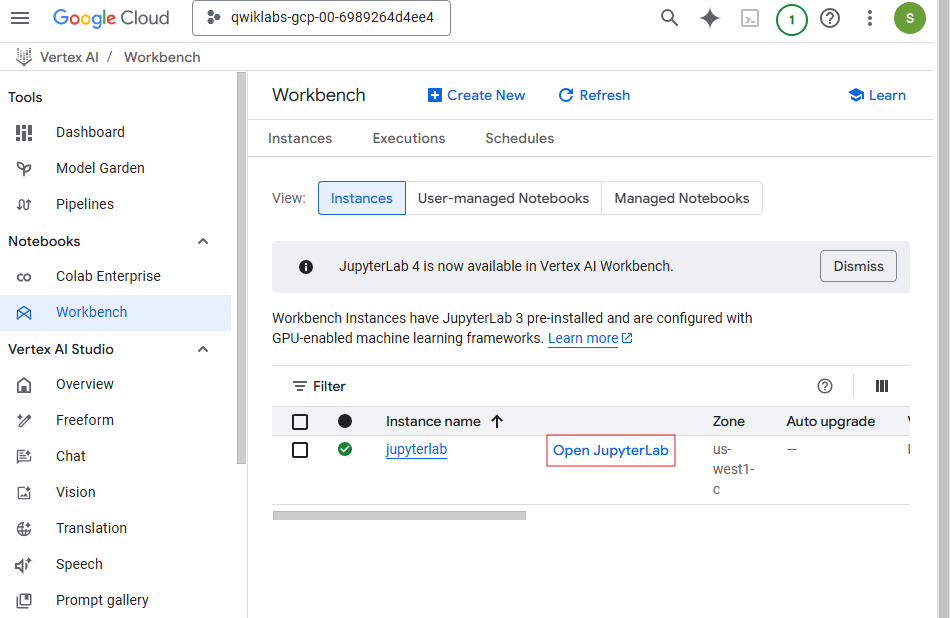 Google Cloud
qwiklabs-gcp-00-6989264d4ee4
1
S
Vertex AI / Workbench
Tools
Dashboard
Model Garden
Pipelines
Notebooks
Colab Enterprise
Workbench
Vertex AI Studio
Overview
Freeform
Chat
Vision
Translation
Speech
Prompt gallery
Workbench
Create New
Refresh
Learn
Instances
Executions
Schedules
View:
Instances
User-managed Notebooks
Managed Notebooks
JupyterLab 4 is now available in Vertex AI Workbench.
Dismiss
Workbench Instances have JupyterLab 3 pre-installed and are configured with
GPU-enabled machine learning frameworks. Learn more
Filter
Instance name
Zone
Auto upgrade
jupyterlab
Open JupyterLab
us-
west1-
c
—